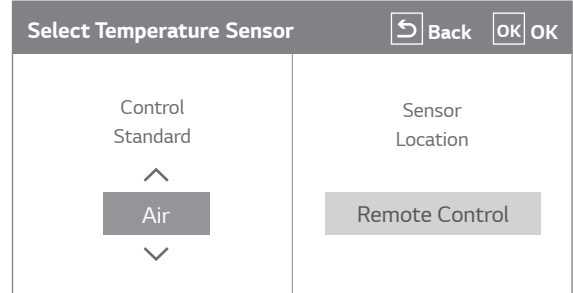 Select Temperature Sensor
Back
OK OK
Control
Standard
Air
Sensor
Location
Remote Control